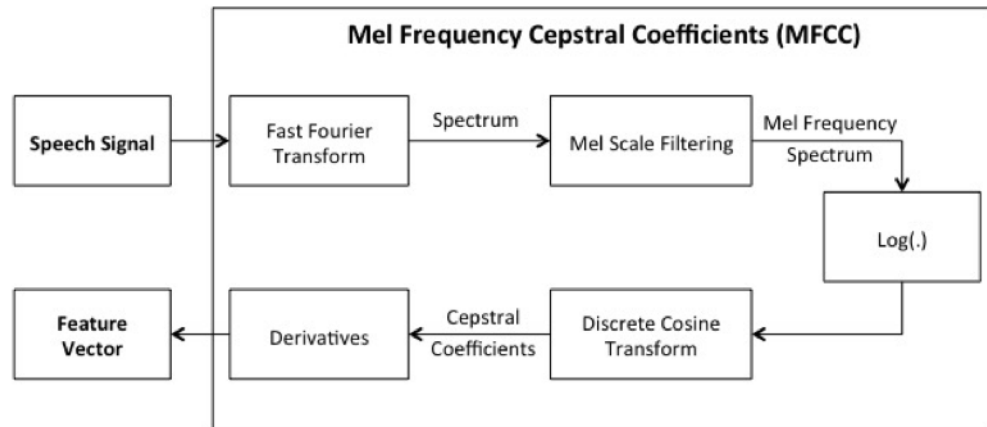 Mel Frequency Cepstral Coefficients (MFCC)
Speech Signal
Fast Fourier
Transform
Spectrum
Mel Scale Filtering
Mel Frequency
Spectrum
Log(.)
Discrete Cosine
Transform
Cepstral
Coefficients
Derivatives
Feature
Vector